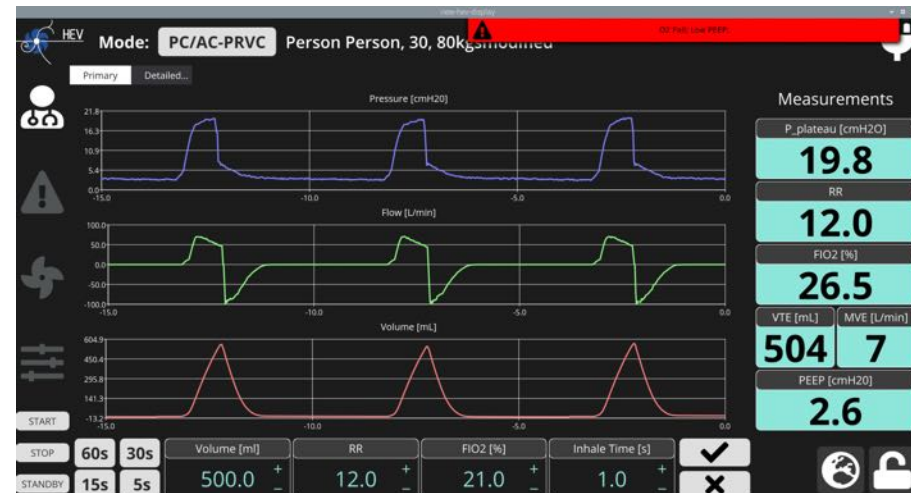 new-hev-display
HEV
Mode: PC/AC-PRVC Person Person, 30, 80kgsmodified
O2 Fail; Low PEEP;
Primary Detailed...
Pressure [cmH20]
21.8
16.3
10.9
5.4
0.0
-15.0 -10.0 -5.0 0.0
Flow [L/min]
100.0
50.0
0.0
-50.0
-100.0
-15.0 -10.0 -5.0 0.0
Volume [mL]
604.9
450.4
295.8
141.3
-13.2
-15.0 -10.0 -5.0 0.0
Measurements
P_plateau [cmH2O]
19.8
RR
12.0
FIO2 [%]
26.5
VTE [mL] MVE [L/min]
504 7
PEEP [cmH20]
2.6
START
STOP
STANDBY
60s 30s
15s 5s
Volume [ml] RR FIO2 [%] Inhale Time [s]
500.0 + - 12.0 + - 21.0 + - 1.0 + -